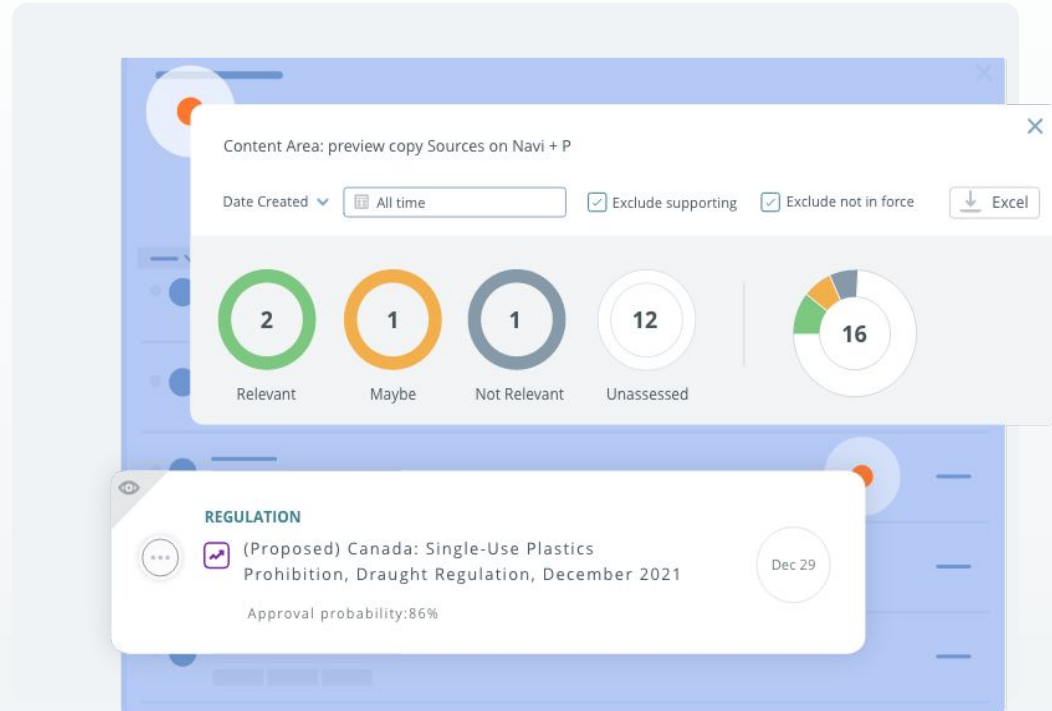 Content Area: preview copy Sources on Navi + P
Date Created All time Exclude supporting Exclude not in force Excel
2 1 1 12 16
Relevant Maybe Not Relevant Unassessed
REGULATION
(Proposed) Canada: Single-Use Plastics
Prohibition, Draught Regulation, December 2021
Dec 29
Approval probability:86%